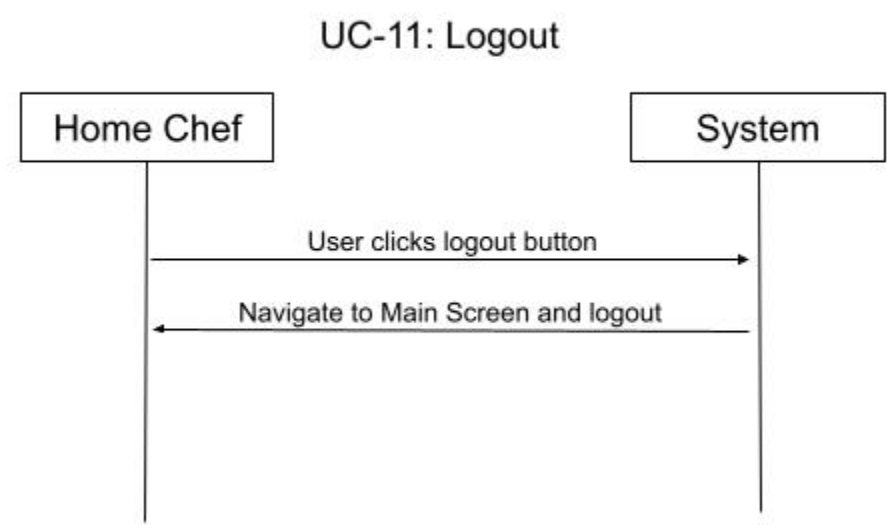 UC-11: Logout
Home Chef
System
User clicks logout button
Navigate to Main Screen and logout